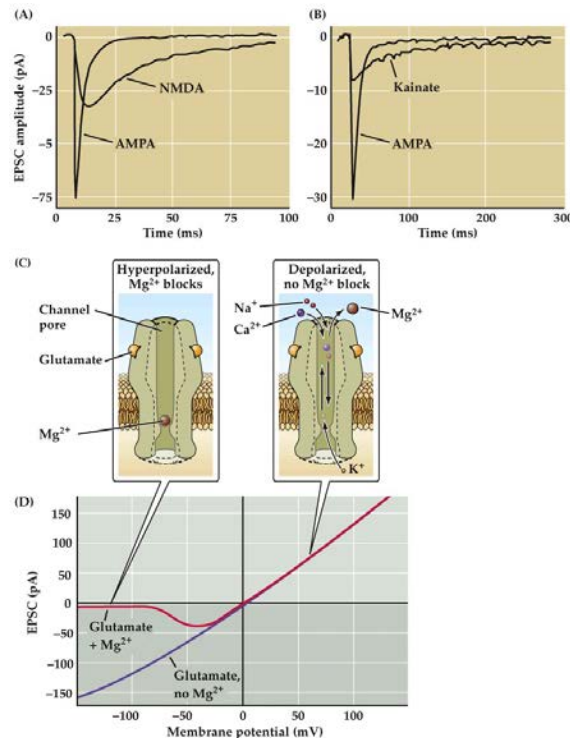 (A)
EPSC amplitude (pA)
0
−25
−5
−75
NMDA
AMPA
0 25 50 75 100
Time (ms)
(B)
0
−10
−20
−30
Kainate
AMPA
0 100 200 300
Time (ms)
(C)
Hyperpolarized,
Mg²⁺ blocks
Channel
pore
Glutamate
Mg²⁺
Depolarized,
no Mg²⁺ block
Na⁺
Ca²⁺
Mg²⁺
K⁺
(D)
EPSC (pA)
150
100
50
0
−50
−100
−150
Glutamate
+ Mg²⁺
Glutamate,
no Mg²⁺
−100 −50 0 50 100
Membrane potential (mV)